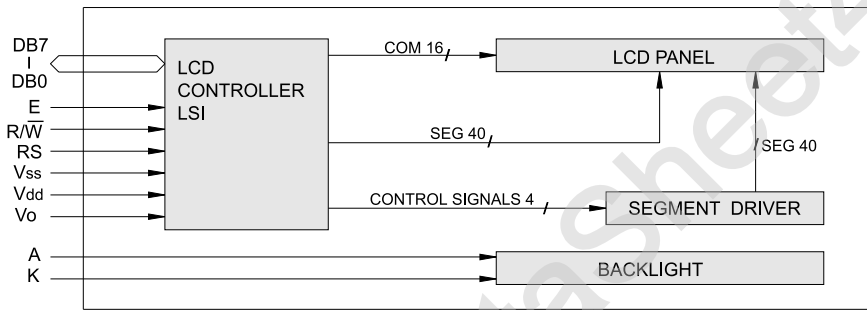 DB7
I
DB0
E
R/W̅
RS
Vss
Vdd
Vo
A
K
LCD
CONTROLLER
LSI
COM 16
LCD PANEL
SEG 40
SEG 40
CONTROL SIGNALS 4
SEGMENT DRIVER
BACKLIGHT